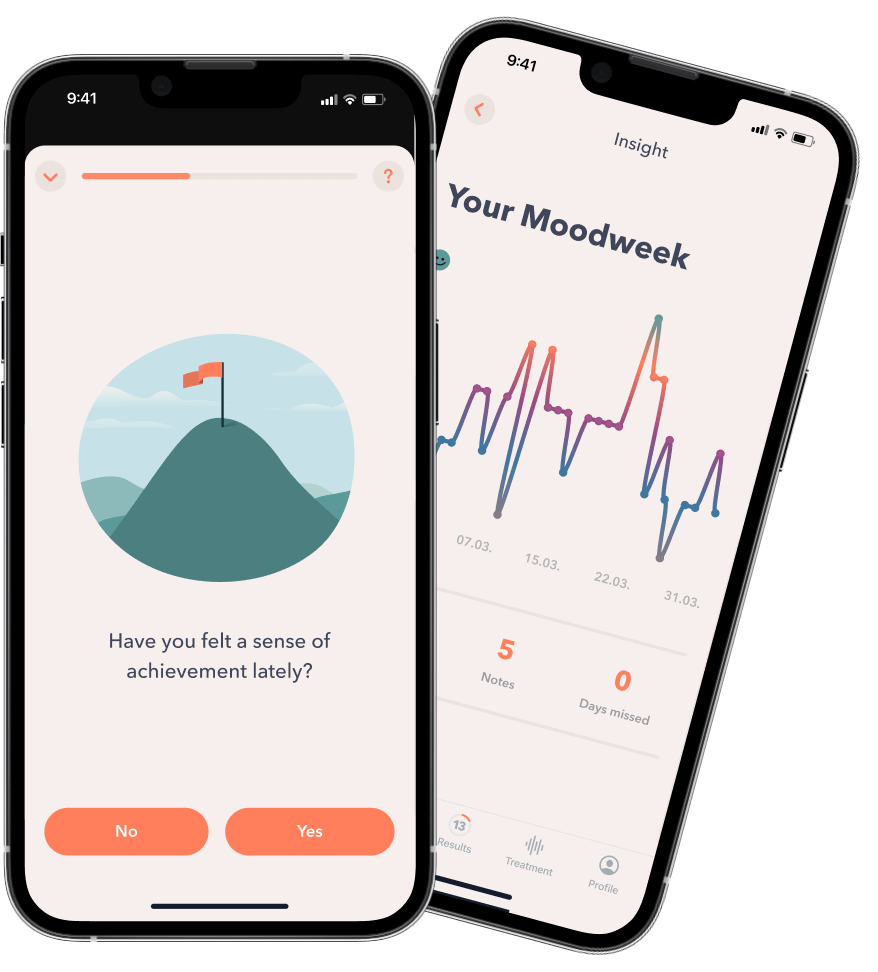 9:41
?
Have you felt a sense of
achievement lately?
No
Yes
9:41
Insight
Your Moodweek
07.03.
15.03.
22.03.
31.03.
5
Notes
0
Days missed
13
Results
Treatment
Profile